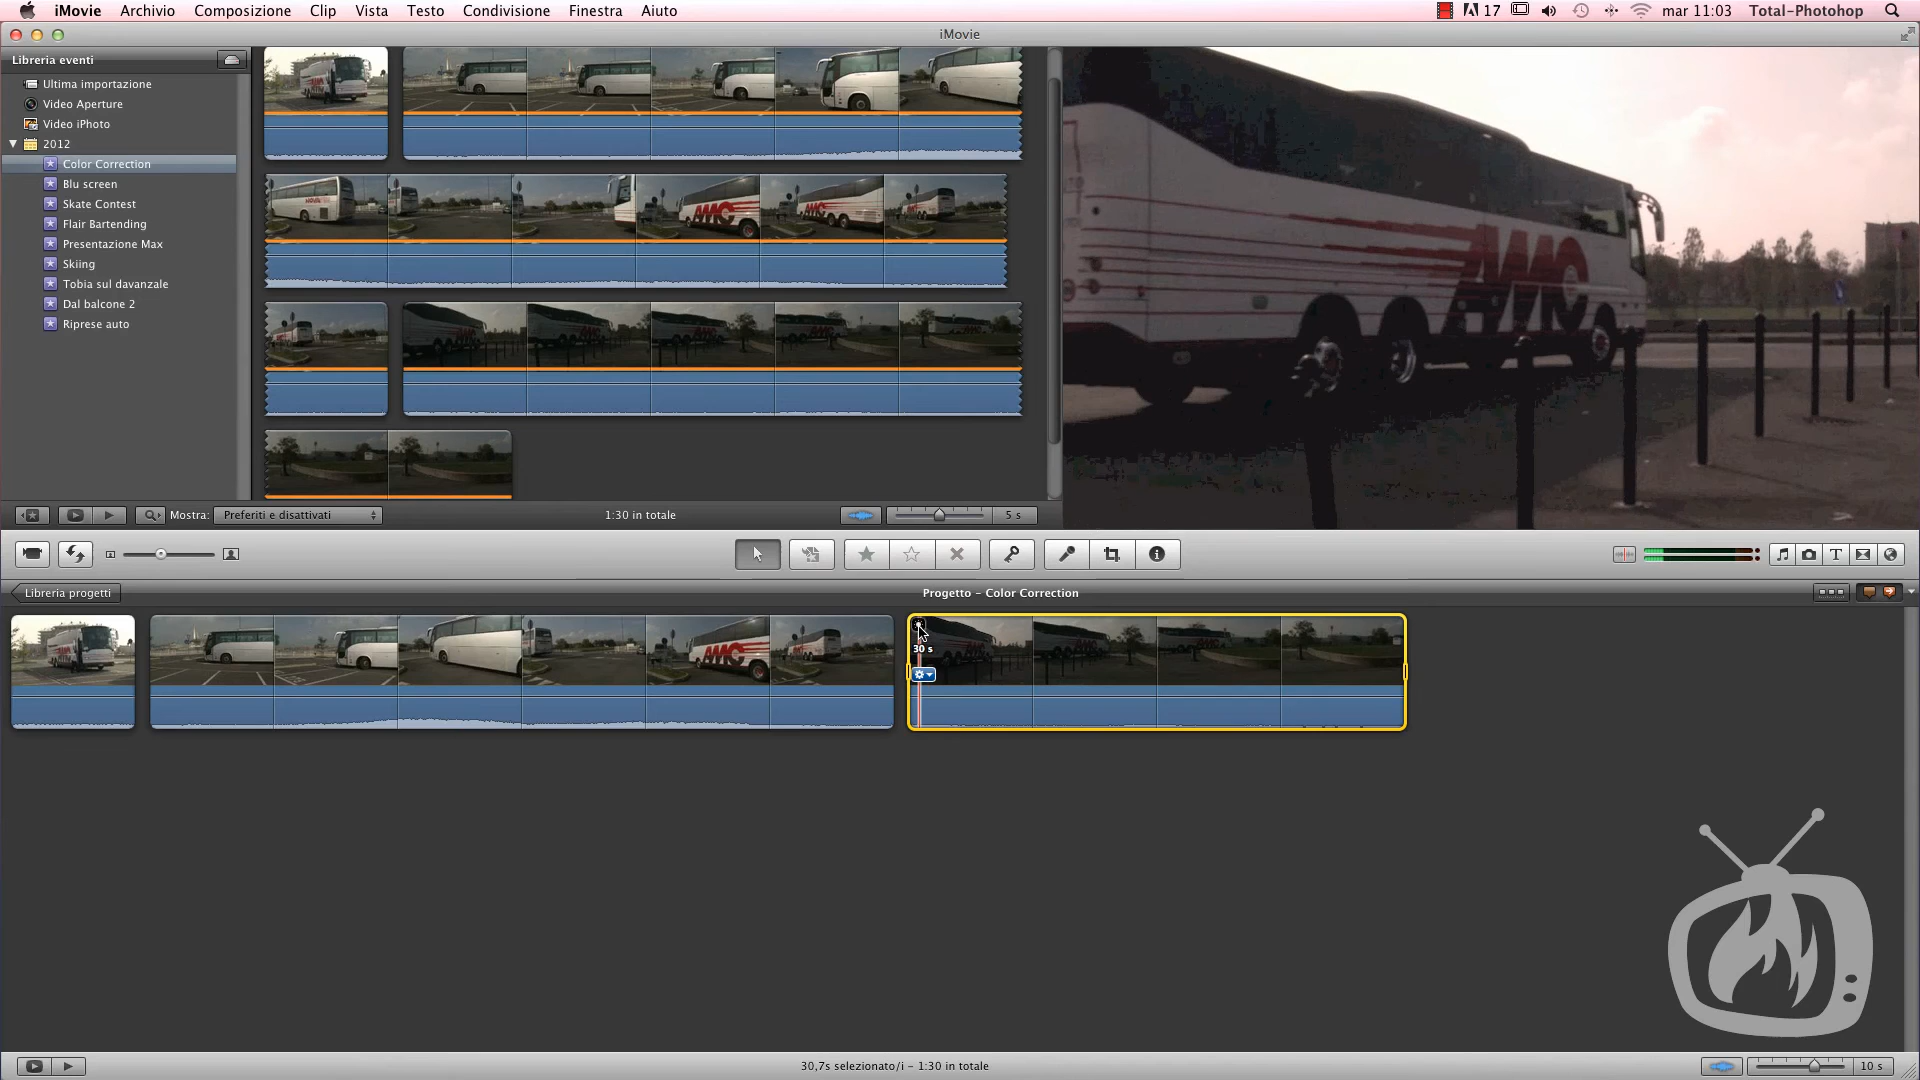 iMovie Archivio Composizione Clip Vista Testo Condivisione Finestra Aiuto 17 mar 11:03 Total-Photohop
iMovie
Libreria eventi
Ultima importazione
Video Aperture
Video iPhoto
2012
Color Correction
Blu screen
Skate Contest
Flair Bartending
Presentazione Max
Skiing
Tobia sul davanzale
Dal balcone 2
Riprese auto
AMC
Mostra: Preferiti e disattivati 1:30 in totale 5 s
Libreria progetti Progetto – Color Correction
30 s
30,7s selezionato/i – 1:30 in totale 10 s